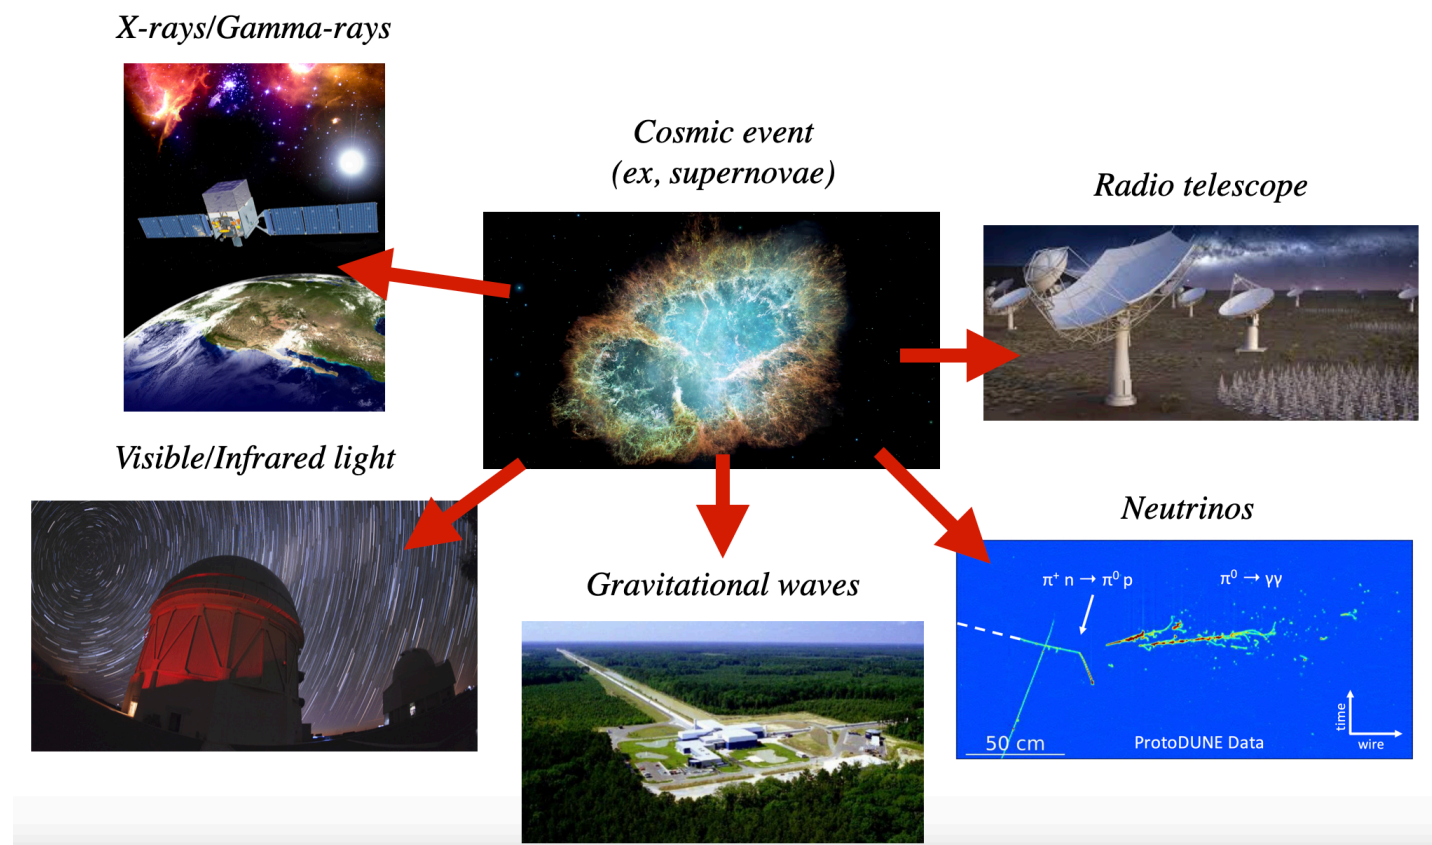 X-rays/Gamma-rays
Cosmic event
(ex, supernovae)
Radio telescope
Visible/Infrared light
Gravitational waves
Neutrinos
π⁺ n → π⁰ p
π⁰ → γγ
50 cm
ProtoDUNE Data
time
wire